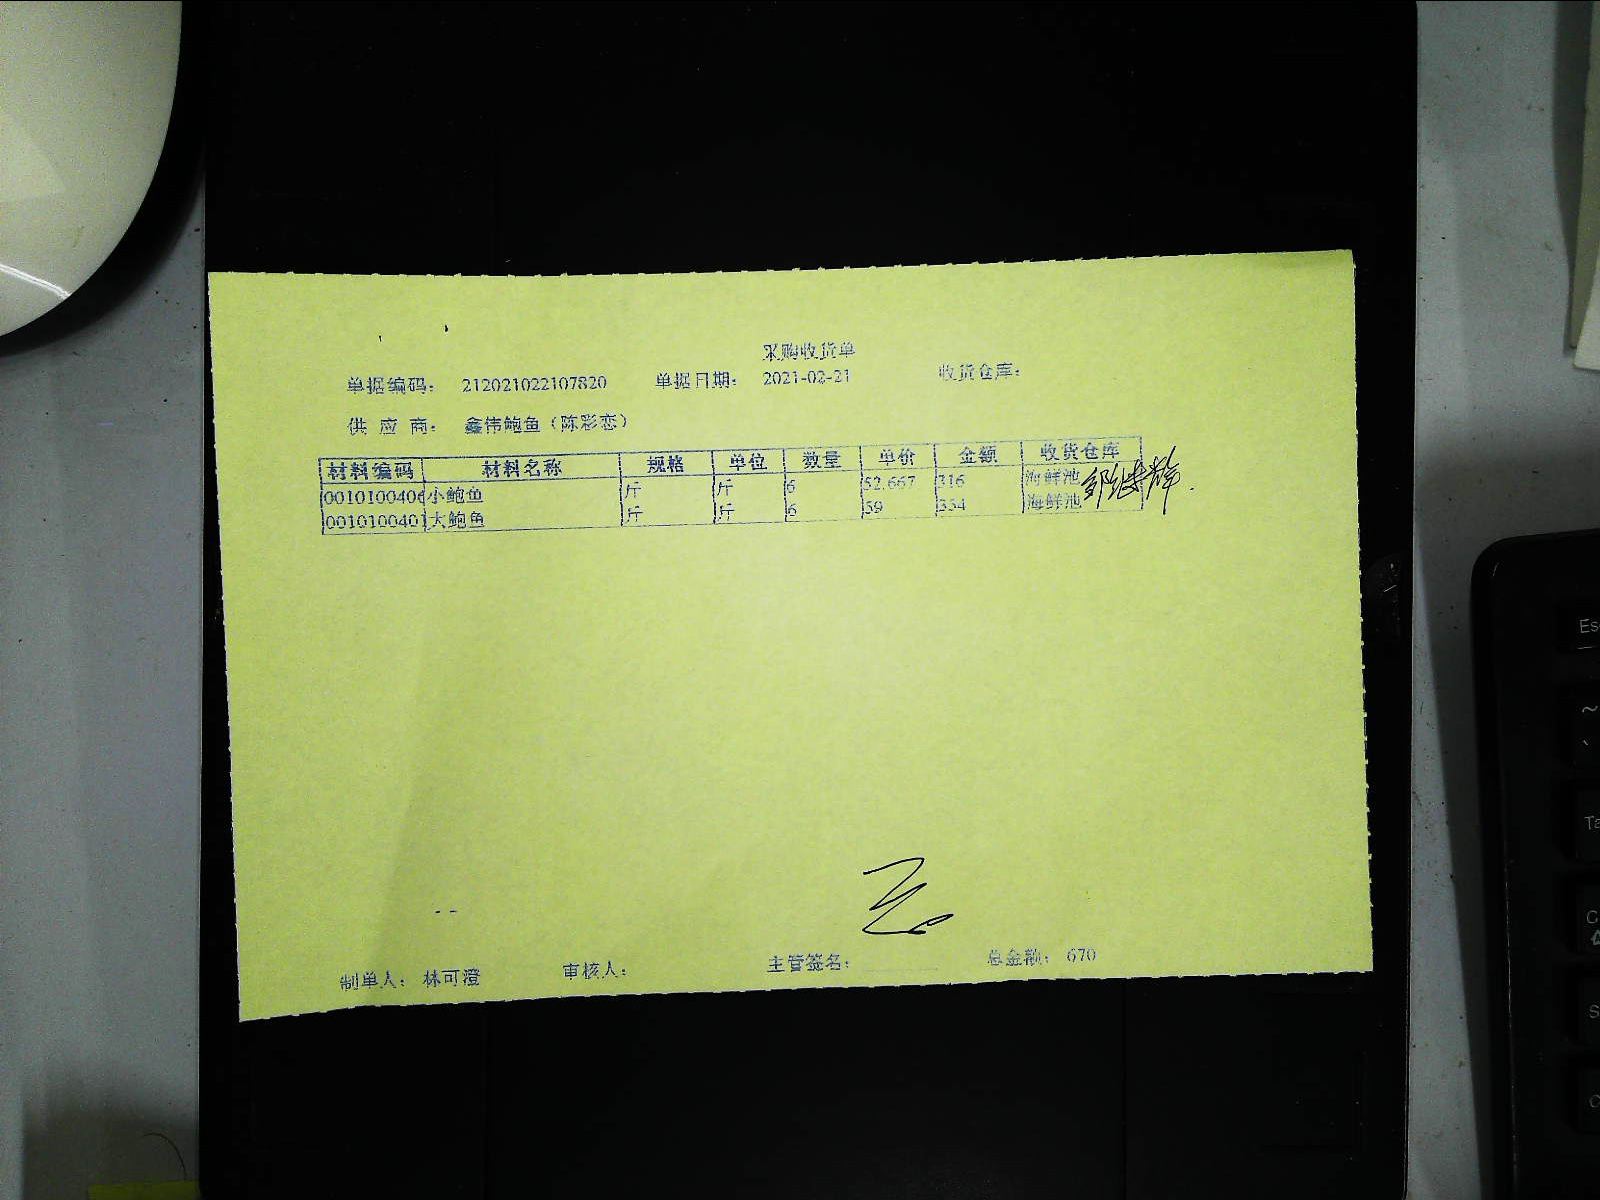 采购收货单
单据编码： 212021022107820 单据日期： 2021-02-21 收货仓库：
供 应 商： 鑫伟鲍鱼（陈彩恋）
材料编码 材料名称 规格 单位 数量 单价 金额 收货仓库
0010100406 小鲍鱼 斤 斤 6 52.667 316 海鲜池
0010100401 大鲍鱼 斤 斤 6 59 354 海鲜池
制单人： 林可澄 审核人： 主管签名： 总金额： 670
Esc